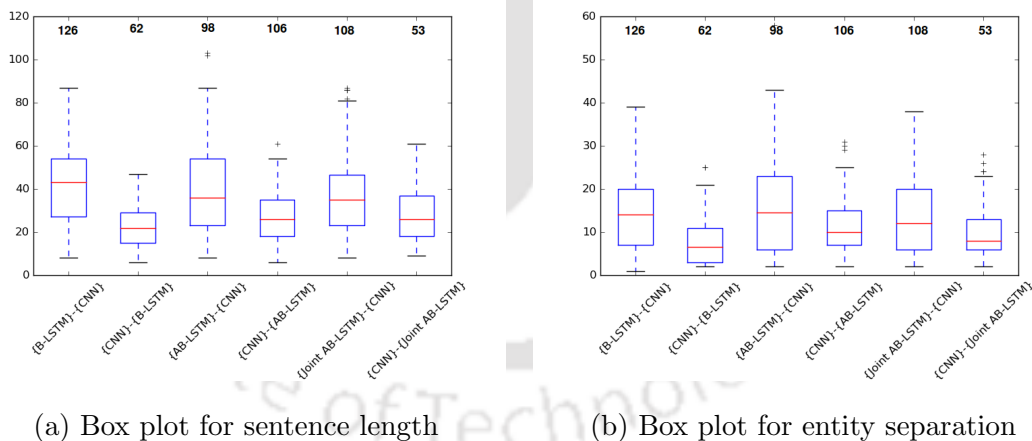 120
100
80
60
40
20
0
126 62 98 106 108 53
{B-LSTM}-{CNN}
{CNN}-{B-LSTM}
{AB-LSTM}-{CNN}
{CNN}-{AB-LSTM}
{Joint AB-LSTM}-{CNN}
{CNN}-{Joint AB-LSTM}
(a) Box plot for sentence length
60
50
40
30
20
10
0
126 62 98 106 108 53
{B-LSTM}-{CNN}
{CNN}-{B-LSTM}
{AB-LSTM}-{CNN}
{CNN}-{AB-LSTM}
{Joint AB-LSTM}-{CNN}
{CNN}-{Joint AB-LSTM}
(b) Box plot for entity separation
of Technolo